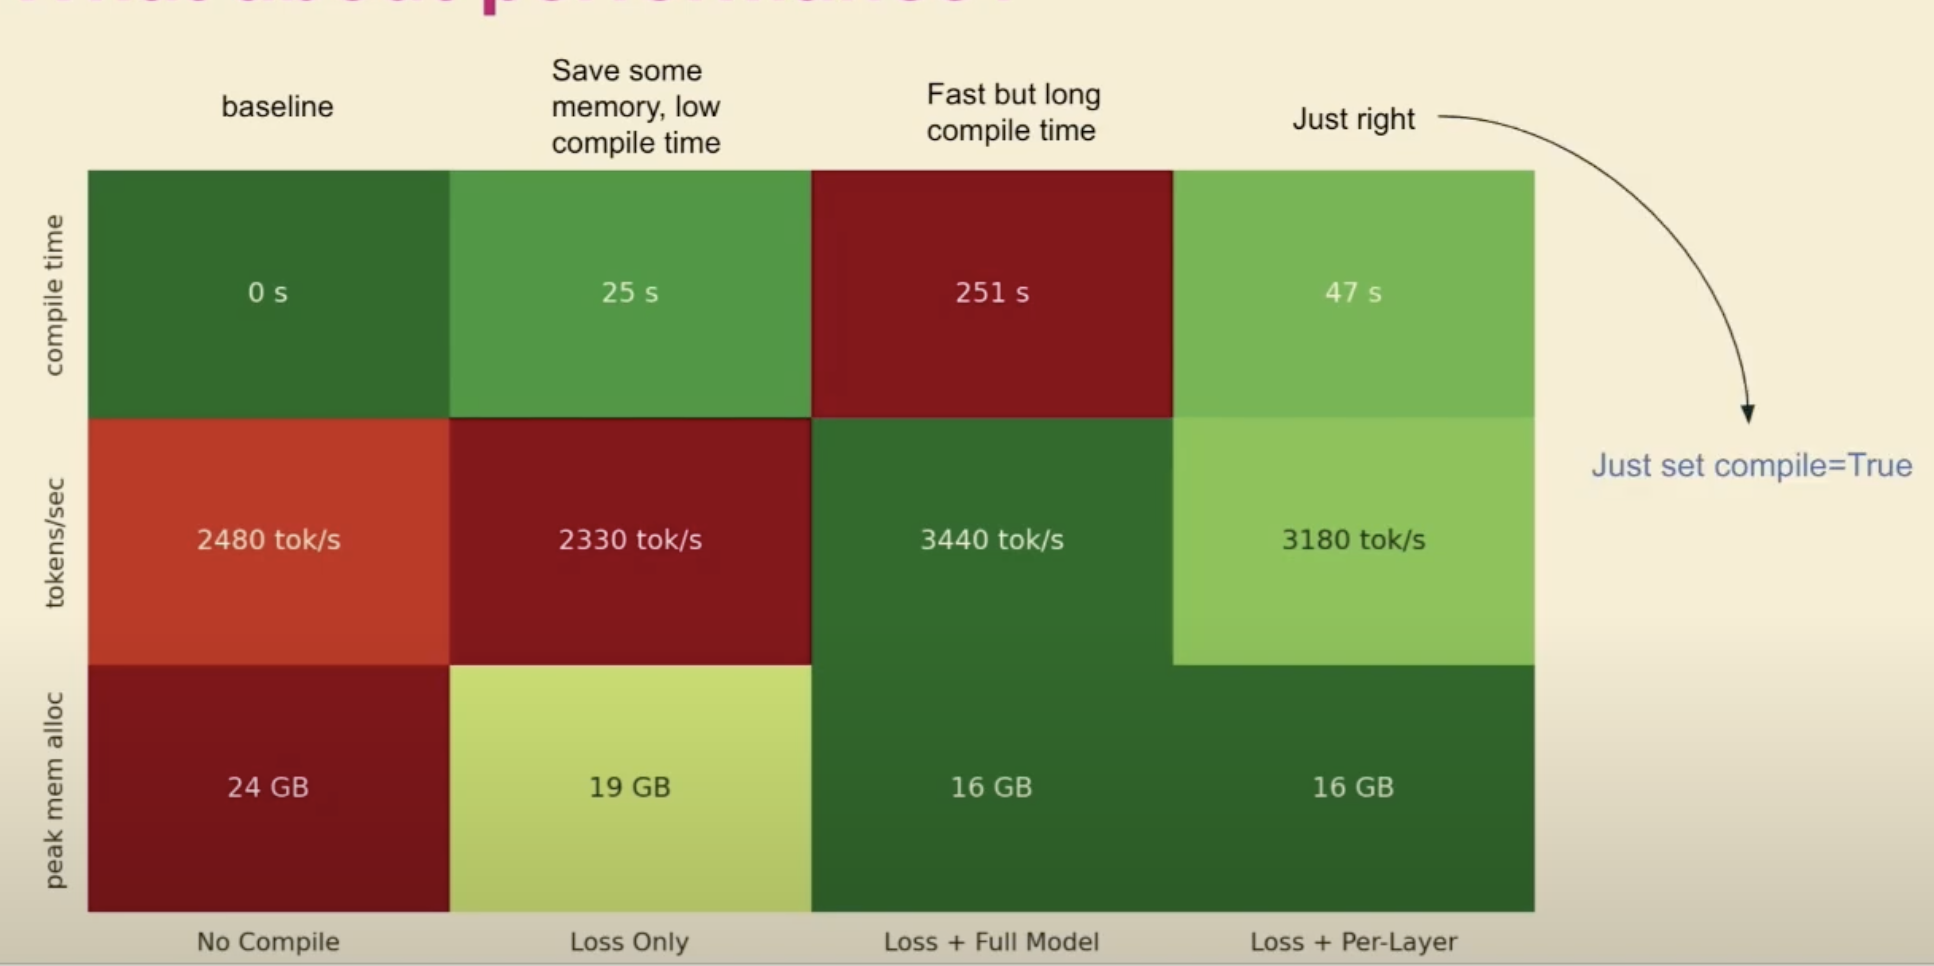 baseline
Save some
memory, low
compile time
Fast but long
compile time
Just right
compile time
0 s
25 s
251 s
47 s
Just set compile=True
tokens/sec
2480 tok/s
2330 tok/s
3440 tok/s
3180 tok/s
peak mem alloc
24 GB
19 GB
16 GB
16 GB
No Compile
Loss Only
Loss + Full Model
Loss + Per-Layer